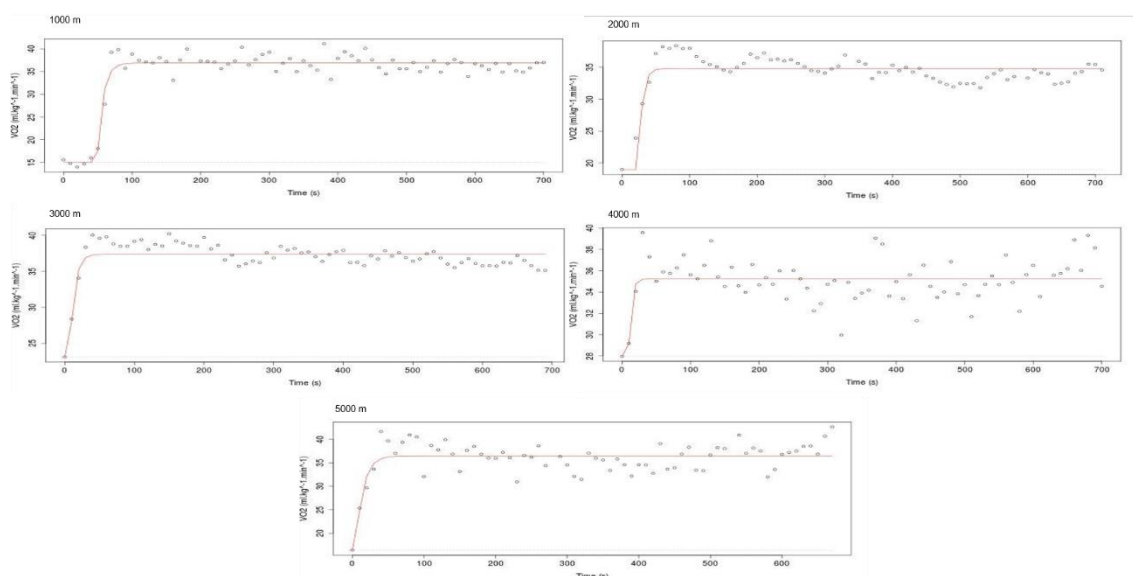 1000 m
VO2 (ml.kg^-1.min^-1)
40
35
30
25
20
15
0 100 200 300 400 500 600 700
Time (s)
2000 m
VO2 (ml.kg^-1.min^-1)
35
30
25
20
0 100 200 300 400 500 600 700
Time (s)
3000 m
VO2 (ml.kg^-1.min^-1)
40
35
30
25
0 100 200 300 400 500 600 700
Time (s)
4000 m
VO2 (ml.kg^-1.min^-1)
40
38
36
34
32
30
28
0 100 200 300 400 500 600 700
Time (s)
5000 m
VO2 (ml.kg^-1.min^-1)
40
35
30
25
20
0 100 200 300 400 500 600
Time (s)